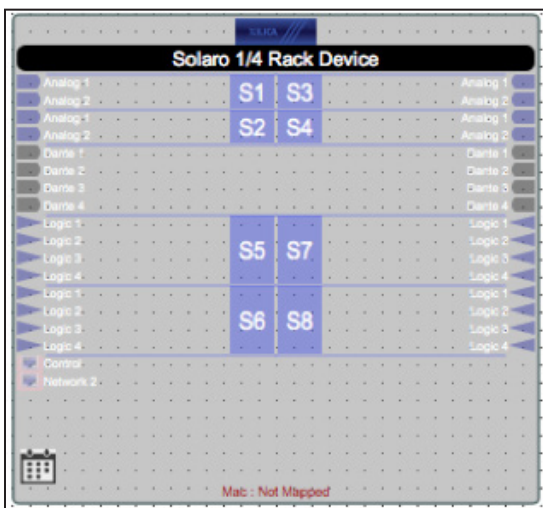 XILICA
Solaro 1/4 Rack Device
Analog 1 S1 S3 Analog 1
Analog 2 Analog 2
Analog 1 S2 S4 Analog 1
Analog 2 Analog 2
Dante 1 Dante 1
Dante 2 Dante 2
Dante 3 Dante 3
Dante 4 Dante 4
Logic 1 Logic 1
Logic 2 S5 S7 Logic 2
Logic 3 Logic 3
Logic 4 Logic 4
Logic 1 Logic 1
Logic 2 S6 S8 Logic 2
Logic 3 Logic 3
Logic 4 Logic 4
Control
Network 2
Mac : Not Mapped